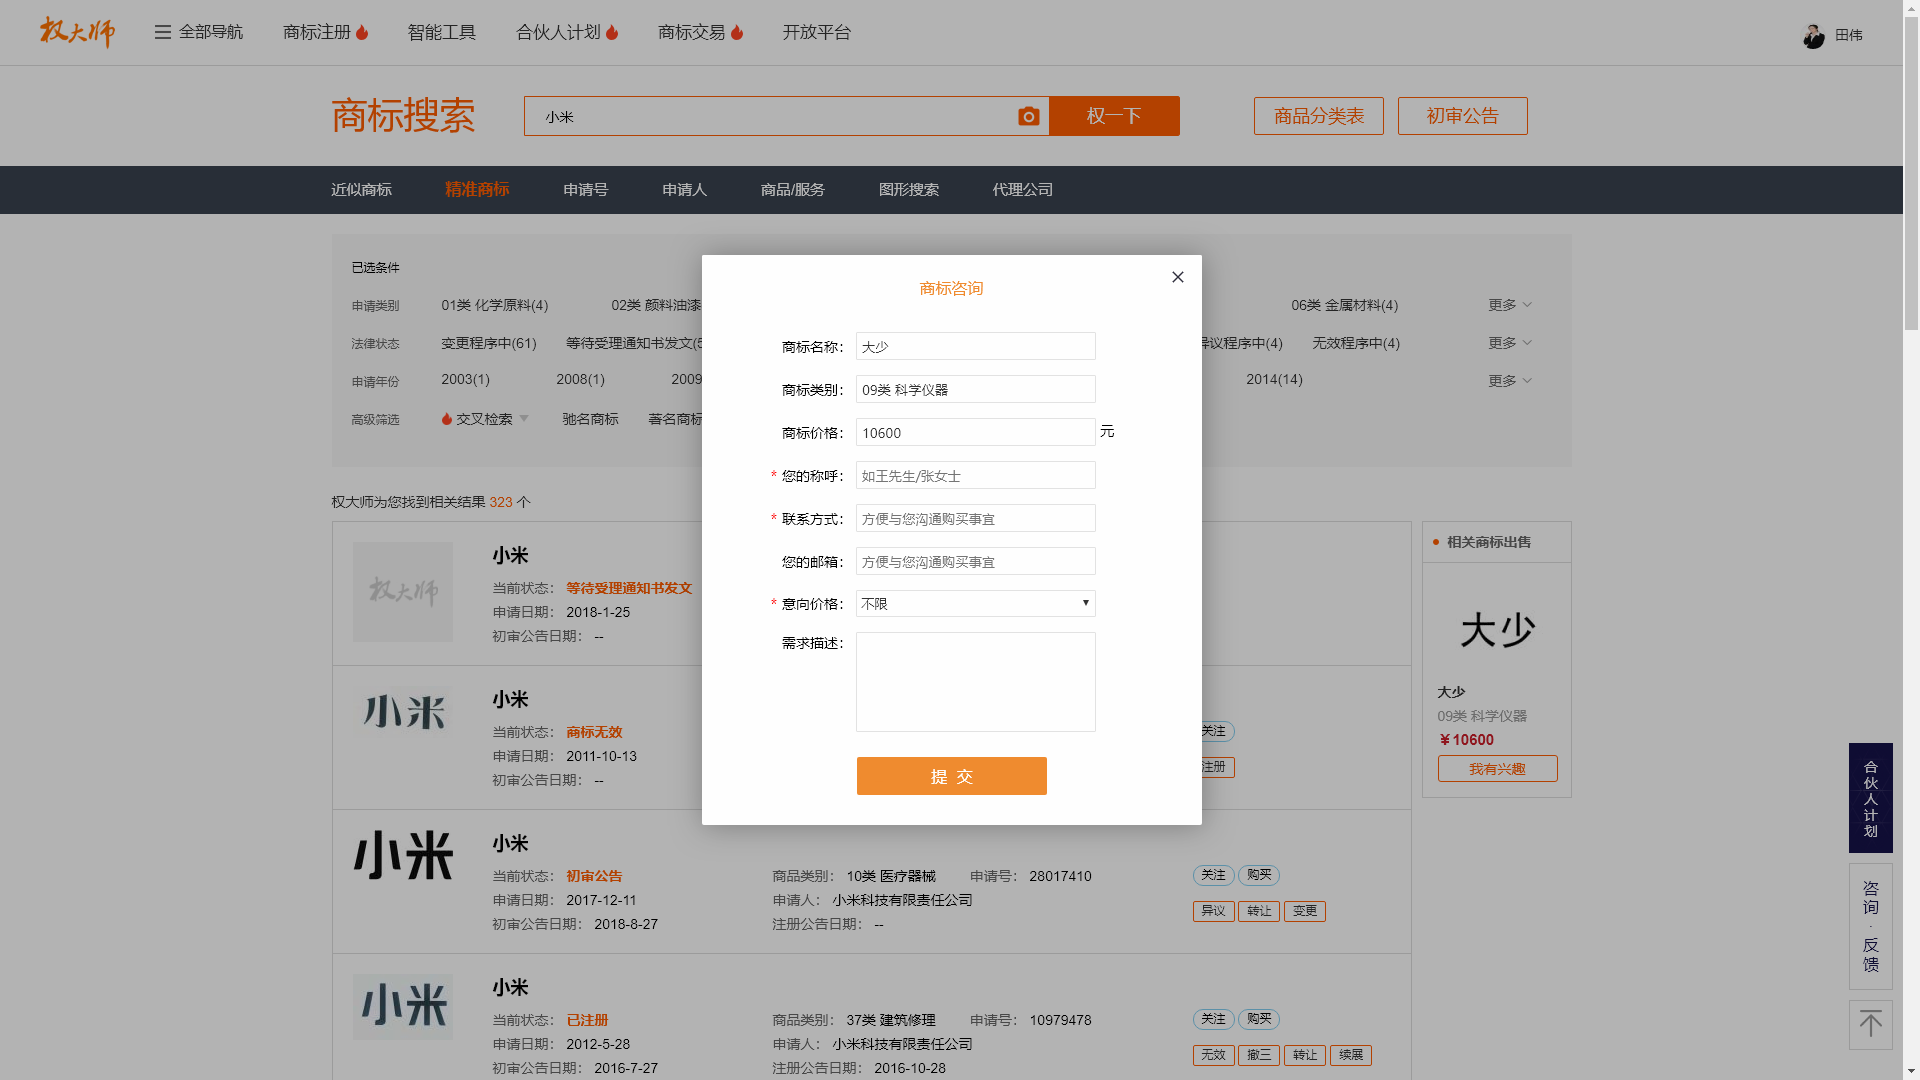 权大师 全部导航 商标注册 智能工具 合伙人计划 商标交易 开放平台 田伟
商标搜索 小米 权一下 商品分类表 初审公告
近似商标 精准商标 申请号 申请人 商品/服务 图形搜索 代理公司
已选条件
申请类别 01类 化学原料(4) 02类 颜料油漆 06类 金属材料(4) 更多
法律状态 变更程序中(61) 等待受理通知书发文 异议程序中(4) 无效程序中(4) 更多
申请年份 2003(1) 2008(1) 2009 2014(14) 更多
高级筛选 交叉检索 驰名商标 著名商标
权大师为您找到相关结果 323 个
商标咨询
商标名称： 大少
商标类别： 09类 科学仪器
商标价格： 10600 元
* 您的称呼： 如王先生/张女士
* 联系方式： 方便与您沟通购买事宜
您的邮箱： 方便与您沟通购买事宜
* 意向价格： 不限
需求描述：
提 交
权大师
小米
当前状态： 等待受理通知书发文
申请日期： 2018-1-25
初审公告日期： --
小米
小米
当前状态： 商标无效
申请日期： 2011-10-13
初审公告日期： --
关注
注册
小米
小米
当前状态： 初审公告 商品类别： 10类 医疗器械 申请号： 28017410
申请日期： 2017-12-11 申请人： 小米科技有限责任公司
初审公告日期： 2018-8-27 注册公告日期： --
关注 购买
异议 转让 变更
小米
小米
当前状态： 已注册 商品类别： 37类 建筑修理 申请号： 10979478
申请日期： 2012-5-28 申请人： 小米科技有限责任公司
初审公告日期： 2016-7-27 注册公告日期： 2016-10-28
关注 购买
无效 撤三 转让 续展
相关商标出售
大少
大少
09类 科学仪器
¥10600
我有兴趣
合伙人计划
咨询·反馈